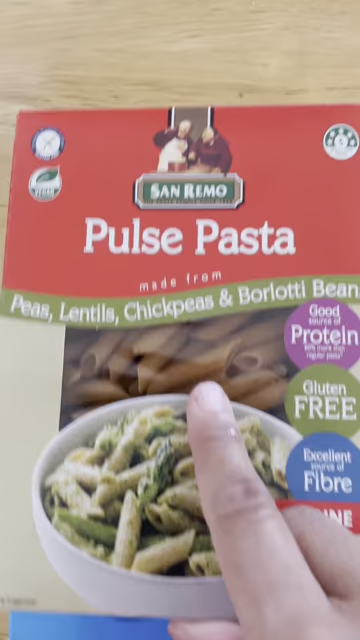 SAN REMO
Pulse Pasta
made from
Peas, Lentils, Chickpeas & Borlotti Bean
Good
source of
Protein
Gluten
FREE
Excellent
source of
Fibre